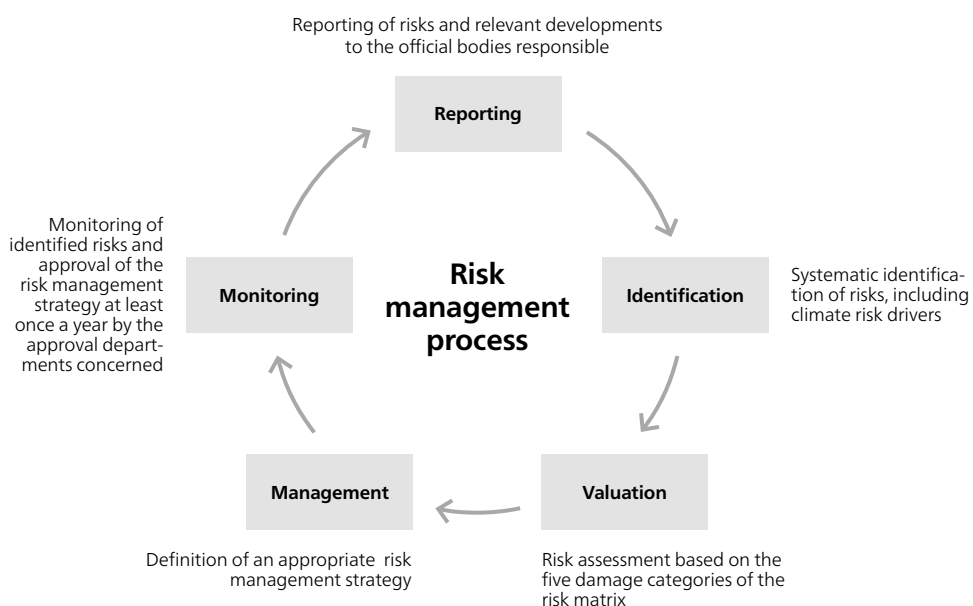 Reporting of risks and relevant developments
to the official bodies responsible
Reporting
Monitoring of
identified risks and
approval of the
risk management
strategy at least
once a year by the
approval depart-
ments concerned
Monitoring
Risk
management
process
Identification
Systematic identifica-
tion of risks, including
climate risk drivers
Management
Valuation
Definition of an appropriate risk
management strategy
Risk assessment based on the
five damage categories of the
risk matrix